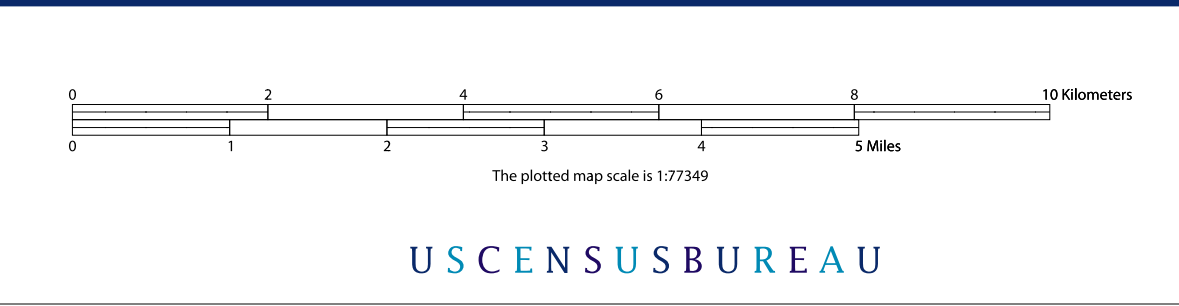 0 2 4 6 8 10 Kilometers
0 1 2 3 4 5 Miles
The plotted map scale is 1:77349
USCENSUSBUREAU